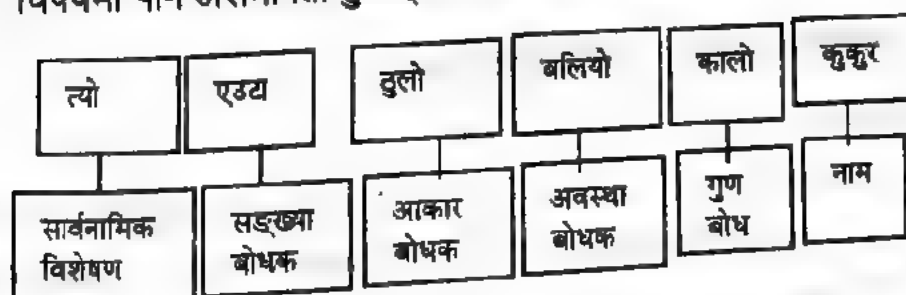 त्यो एउटा ठुलो बलियो कालो कुकुर
सार्वनामिक विशेषण सङ्ख्या बोधक आकार बोधक अवस्था बोधक गुण बोध नाम